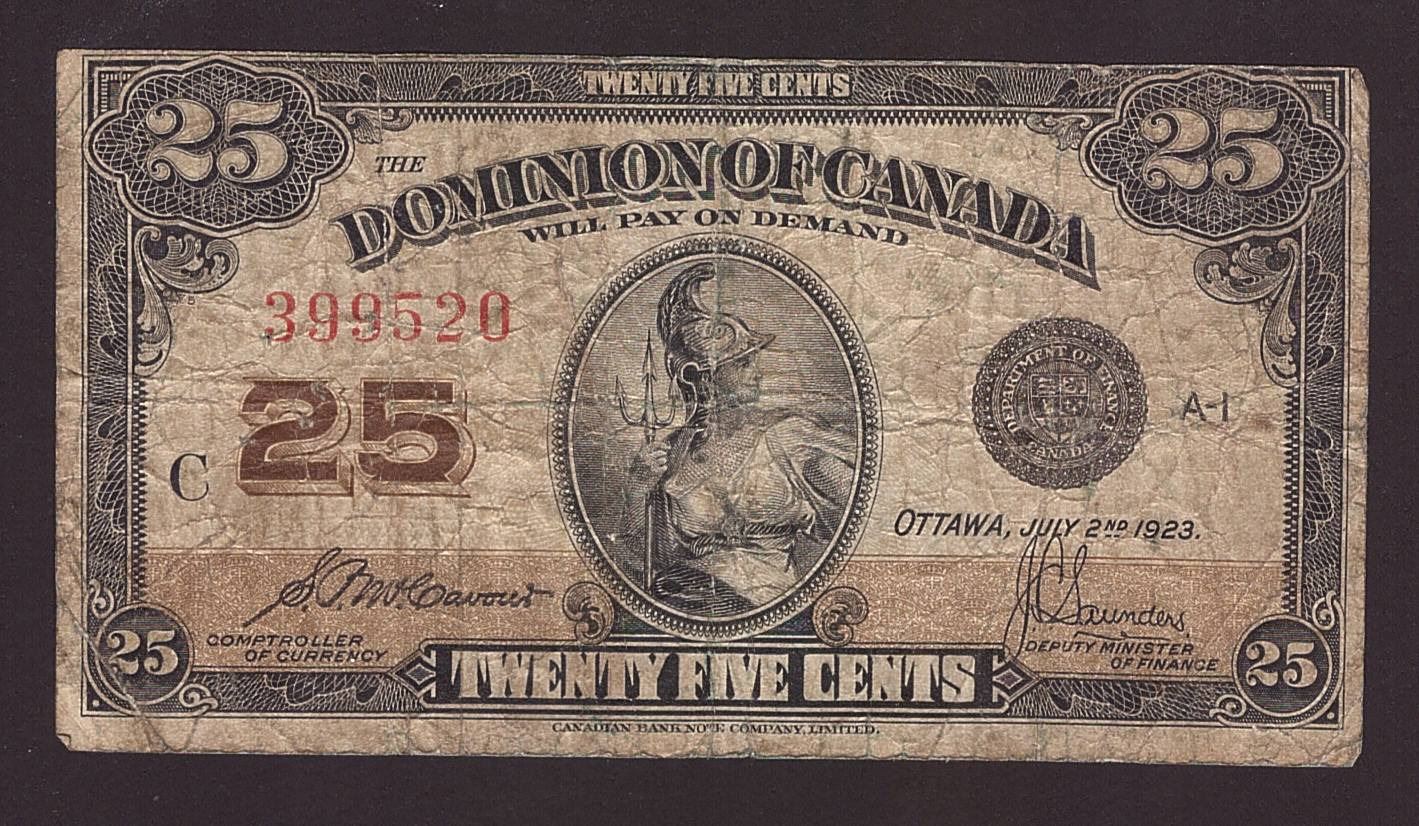 TWENTY FIVE CENTS
25
25
THE
DOMINION OF CANADA
WILL PAY ON DEMAND
399520
25
C
DEPARTMENT OF FINANCE
CANADA
A-1
OTTAWA, JULY 2ND 1923.
J.C. Saunders
COMPTROLLER
OF CURRENCY
DEPUTY MINISTER
OF FINANCE
25
TWENTY FIVE CENTS
25
CANADIAN BANK NOTE COMPANY, LIMITED.